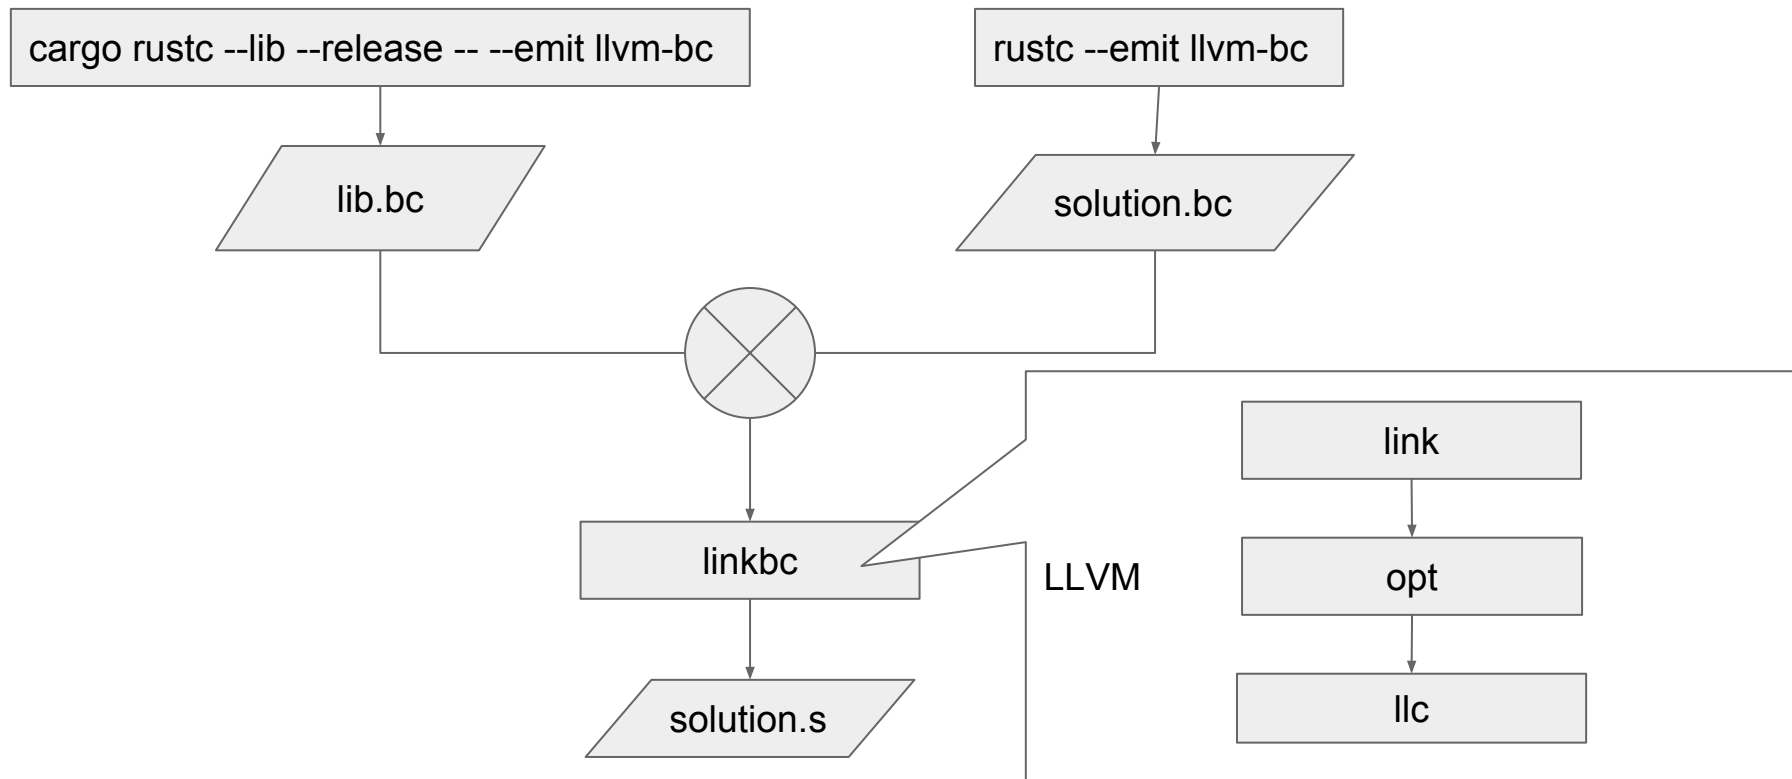 cargo rustc --lib --release -- --emit llvm-bc
rustc --emit llvm-bc
lib.bc
solution.bc
link
linkbc
LLVM
opt
solution.s
llc